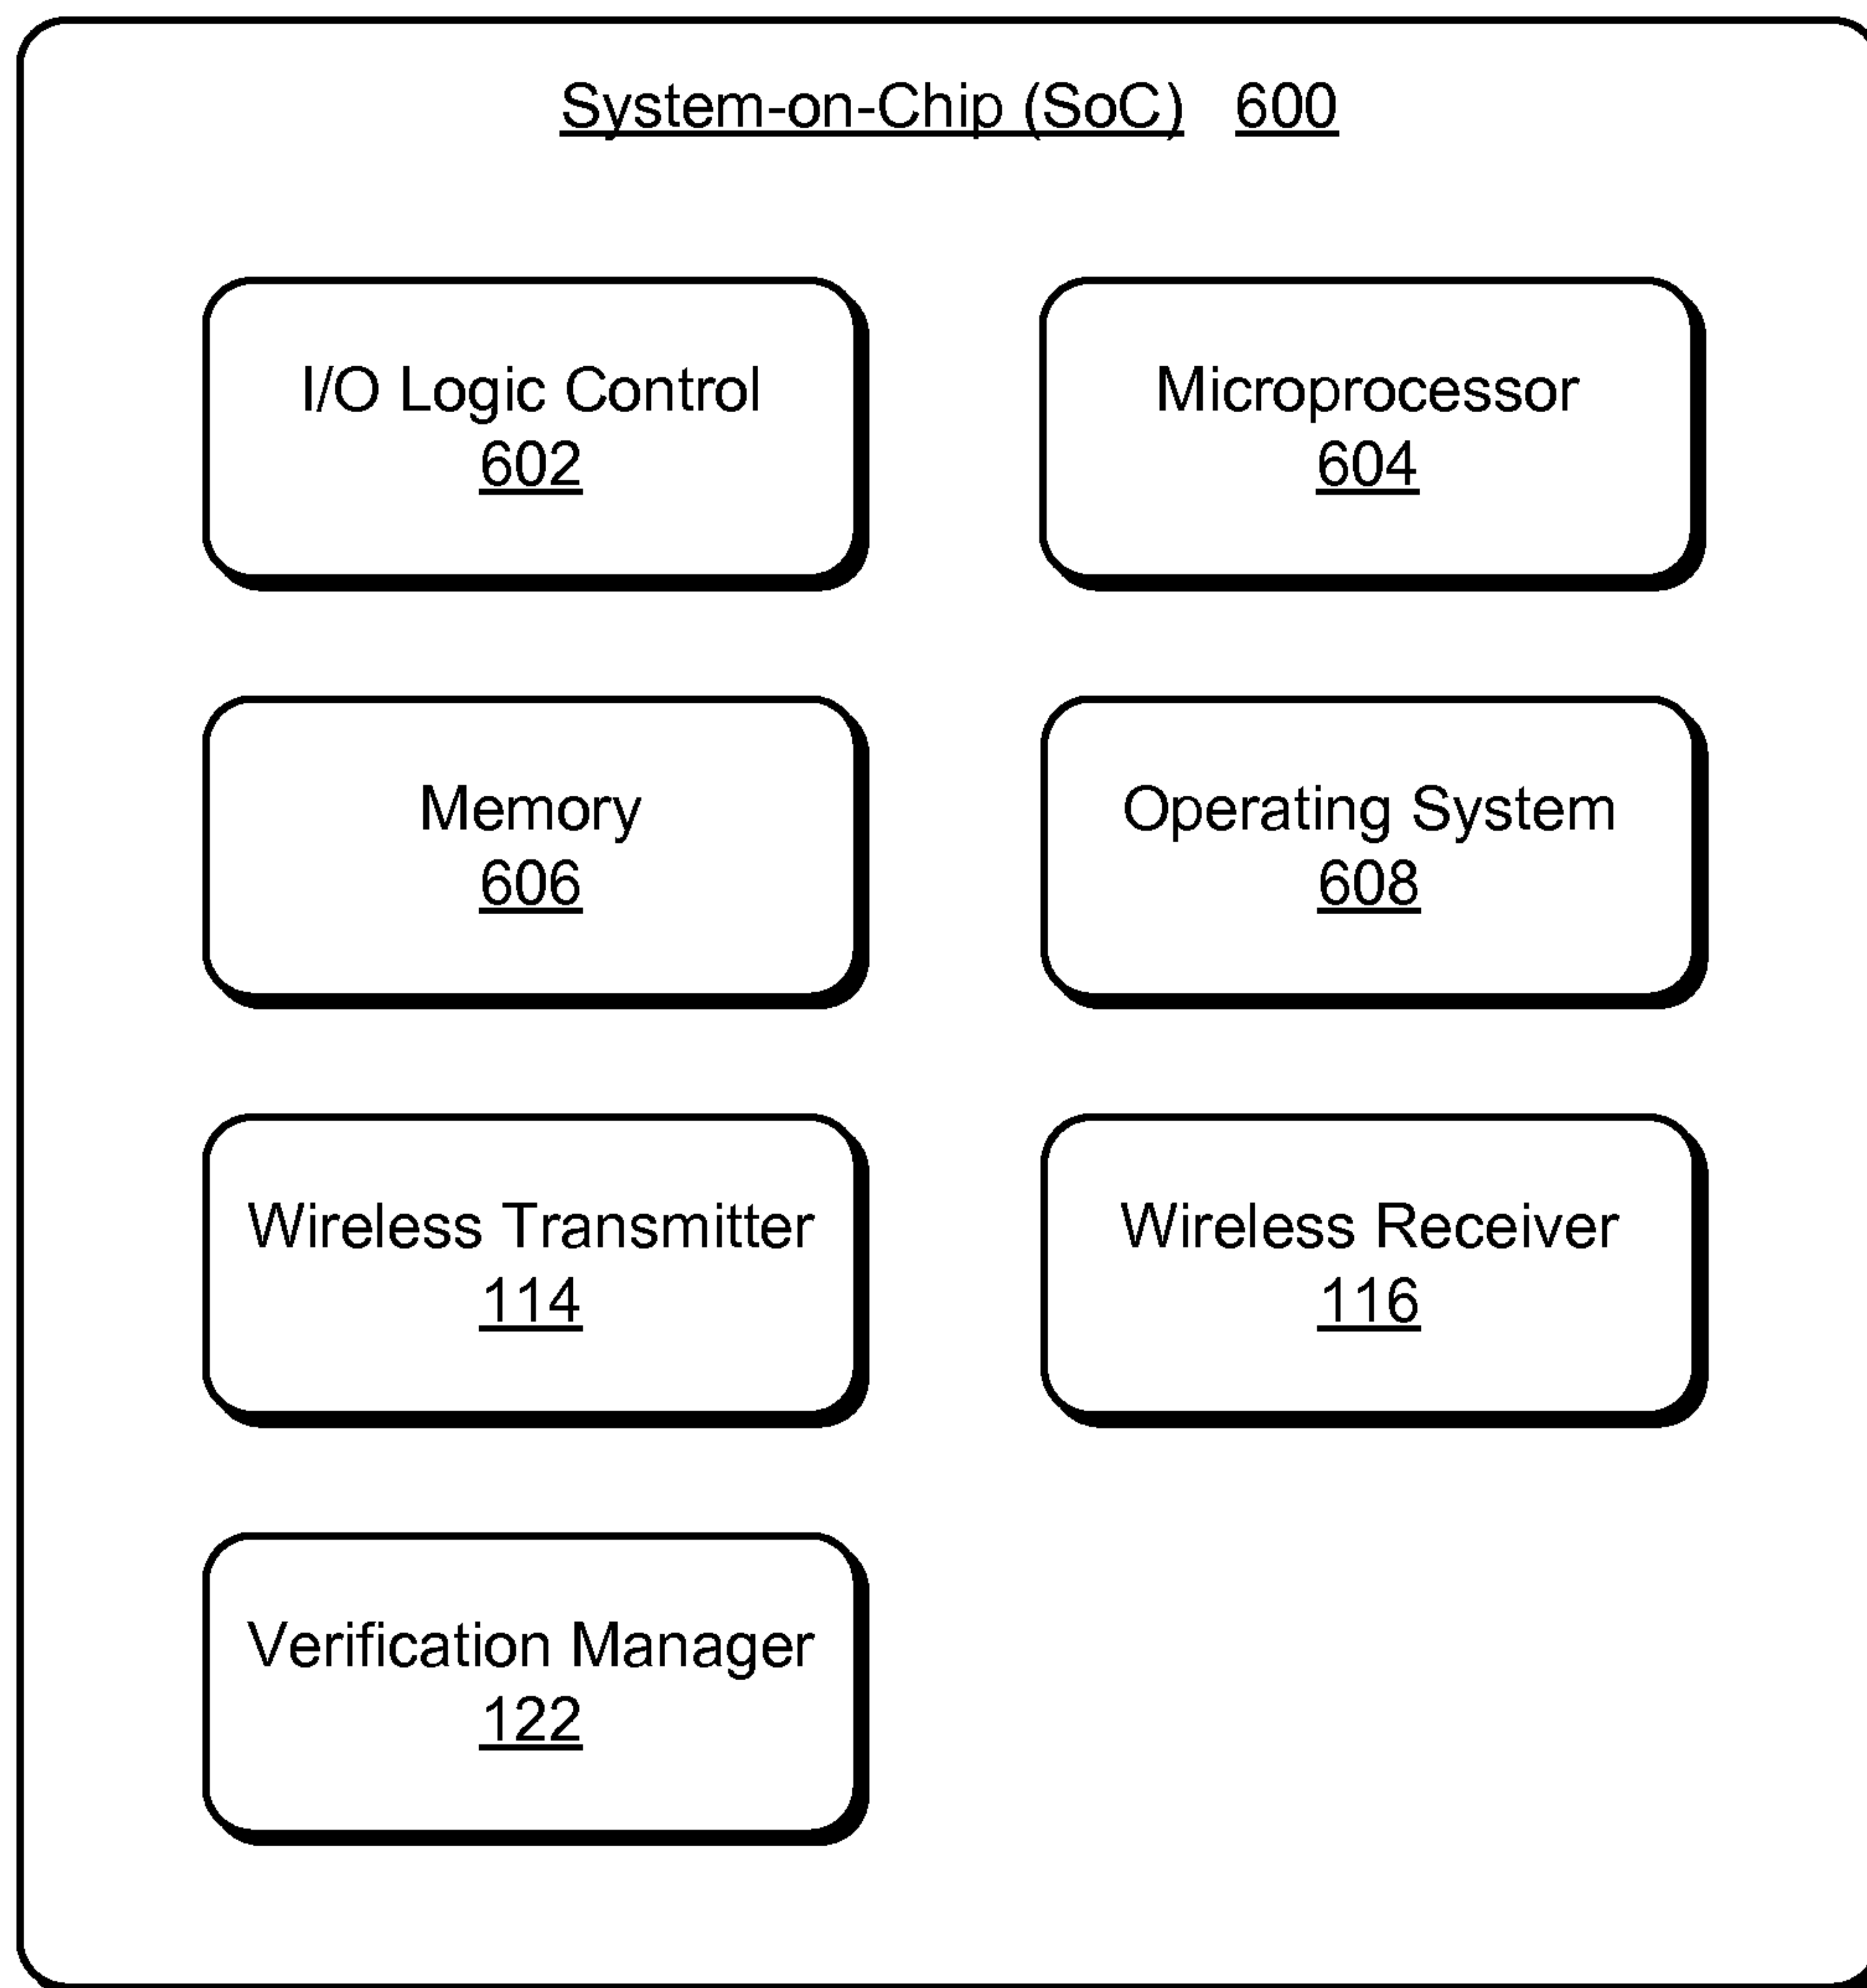 System-on-Chip (SoC) 600
I/O Logic Control
602
Microprocessor
604
Memory
606
Operating System
608
Wireless Transmitter
114
Wireless Receiver
116
Verification Manager
122